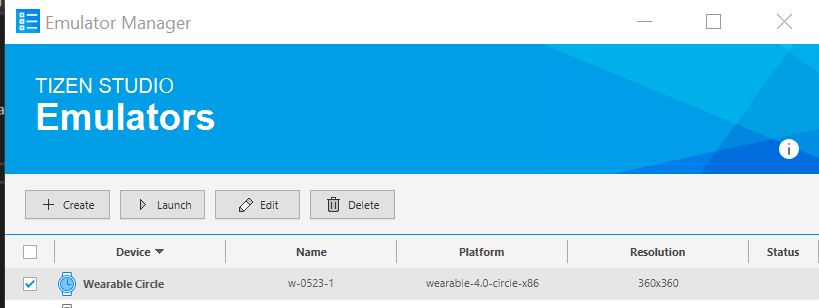 Emulator Manager
TIZEN STUDIO
Emulators
Create Launch Edit Delete
Device Name Platform Resolution Status
Wearable Circle w-0523-1 wearable-4.0-circle-x86 360x360